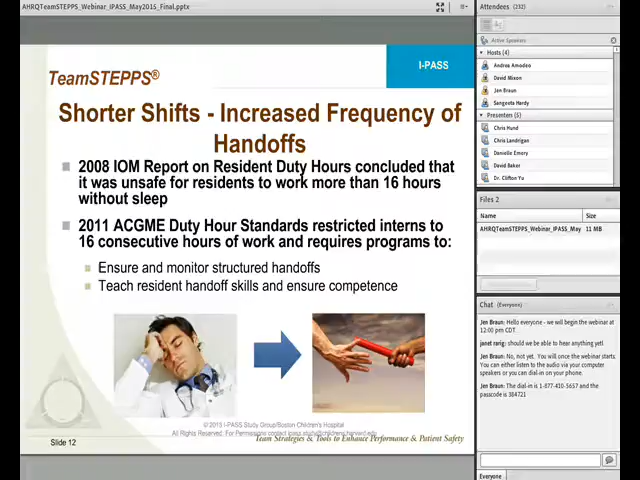 AHRQTeamSTEPPS_Webinar_IPASS_May2015_Final.pptx
I-PASS
TeamSTEPPS®
Shorter Shifts - Increased Frequency of
Handoffs
2008 IOM Report on Resident Duty Hours concluded that
it was unsafe for residents to work more than 16 hours
without sleep
2011 ACGME Duty Hour Standards restricted interns to
16 consecutive hours of work and requires programs to:
Ensure and monitor structured handoffs
Teach resident handoff skills and ensure competence
© 2013 I-PASS Study Group/Boston Children's Hospital
All Rights Reserved. For Permissions contact
Team Strategies & Tools to Enhance Performance & Patient Safety
Slide 12
Attendees (232)
Active Speakers
Hosts (4)
Andrea Amodeo
David Mixon
Jen Braun
Sangeeta Hardy
Presenters (5)
Chris Hund
Chris Landrigan
Danielle Emory
David Baker
Dr. Clifton Yu
Files 2
Name Size
AHRQTeamSTEPPS_Webinar_IPASS_May 11 MB
Chat (Everyone)
Jen Braun: Hello everyone - we will begin the webinar at
12:00 pm CDT.
janet rarig: should we be able to hear anything yet?
Jen Braun: No, not yet. You will once the webinar starts.
You can either listen to the audio via your computer
speakers or you can dial-in on your phone.
Jen Braun: The dial-in is 1-877-410-5657 and the
passcode is 384721
Everyone